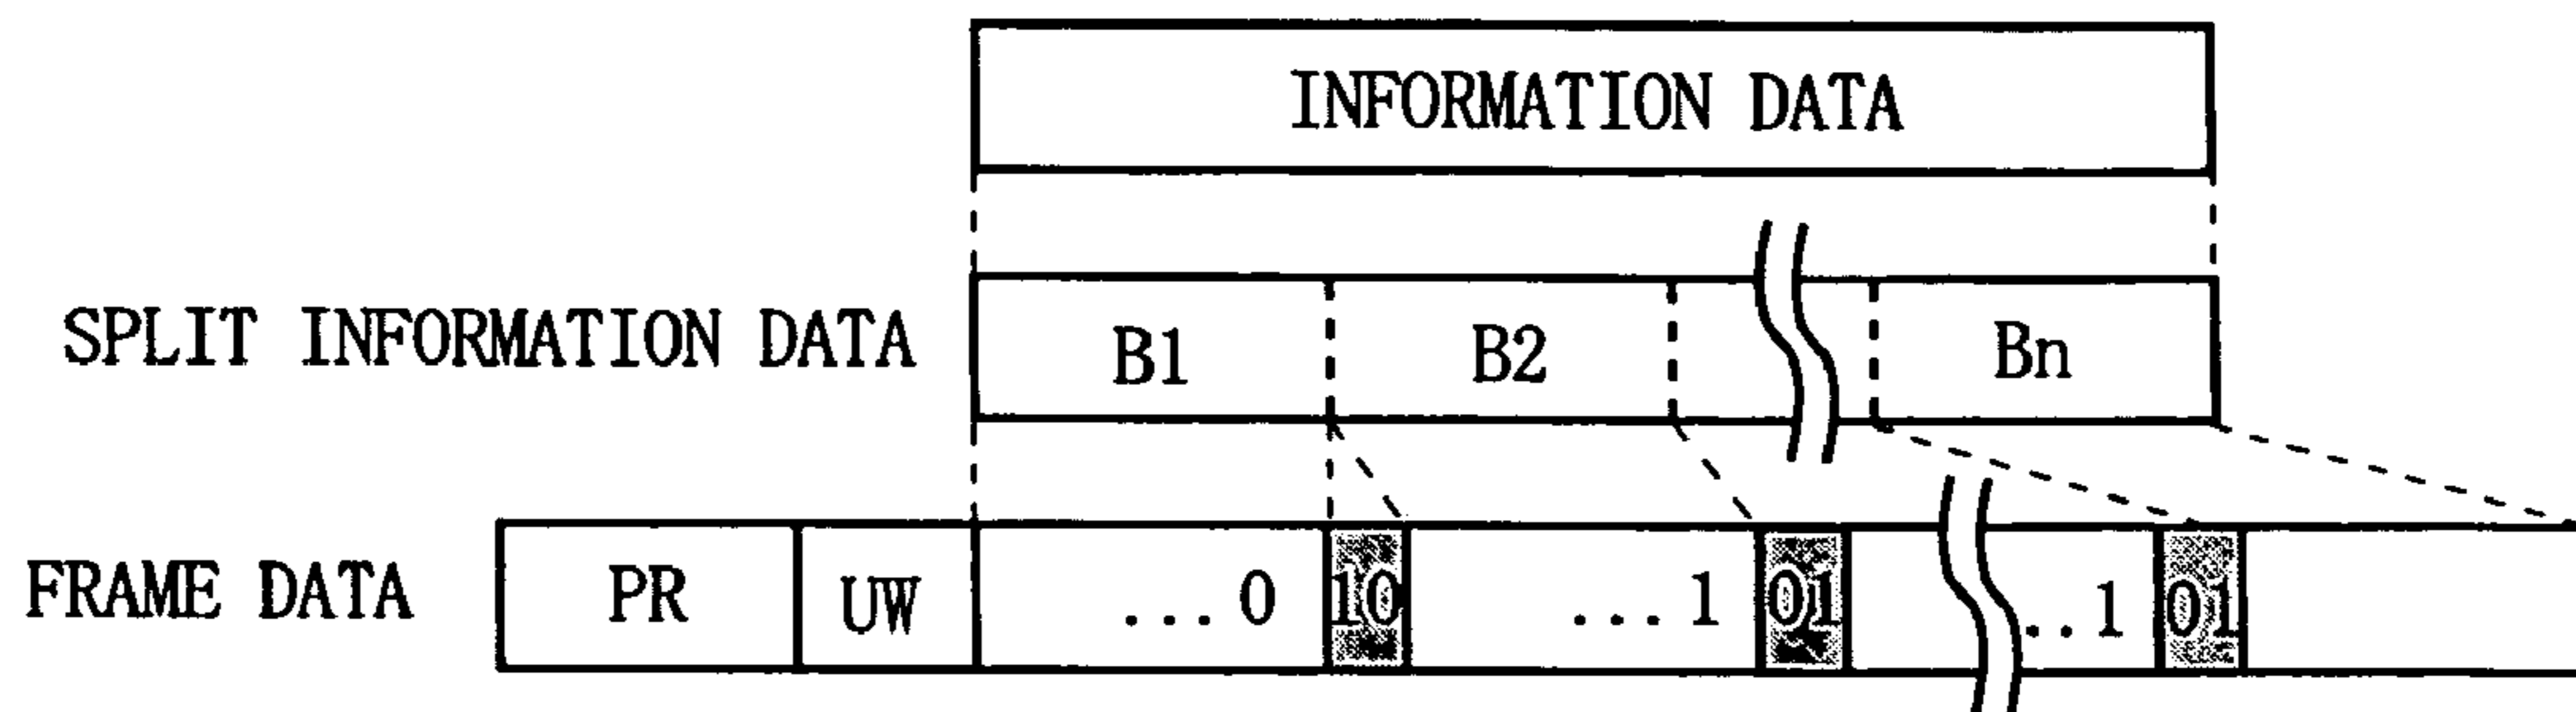 INFORMATION DATA
SPLIT INFORMATION DATA B1 B2 Bn
FRAME DATA PR UW ...0 10 ...1 01 ..1 01